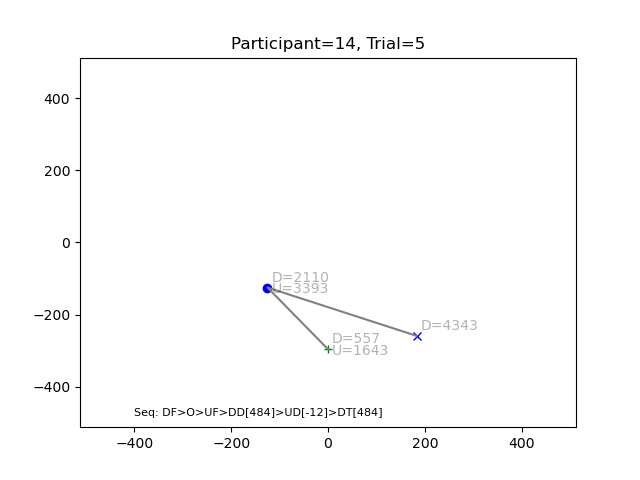 Participant=14, Trial=5
400
200
0
−200
−400
D=2110
U=3393
D=557
U=1643
D=4343
Seq: DF>O>UF>DD[484]>UD[-12]>DT[484]
−400
−200
0
200
400